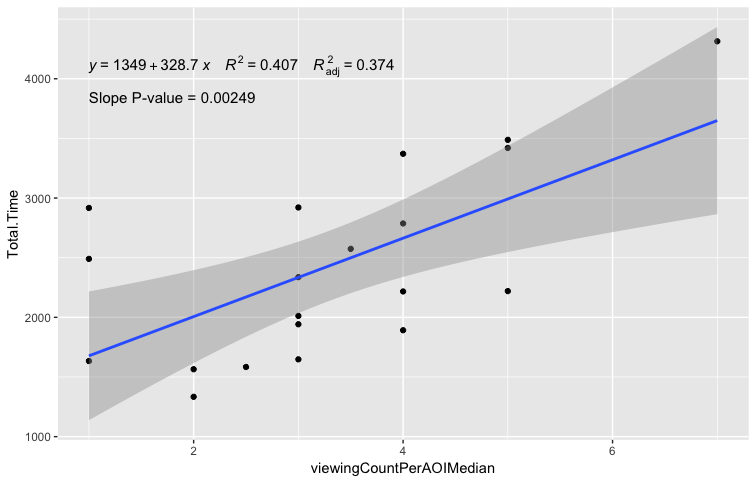 y = 1349 + 328.7 x R² = 0.407 R²adj = 0.374
Slope P-value = 0.00249
4000
3000
2000
1000
Total.Time
2 4 6
viewingCountPerAOIMedian